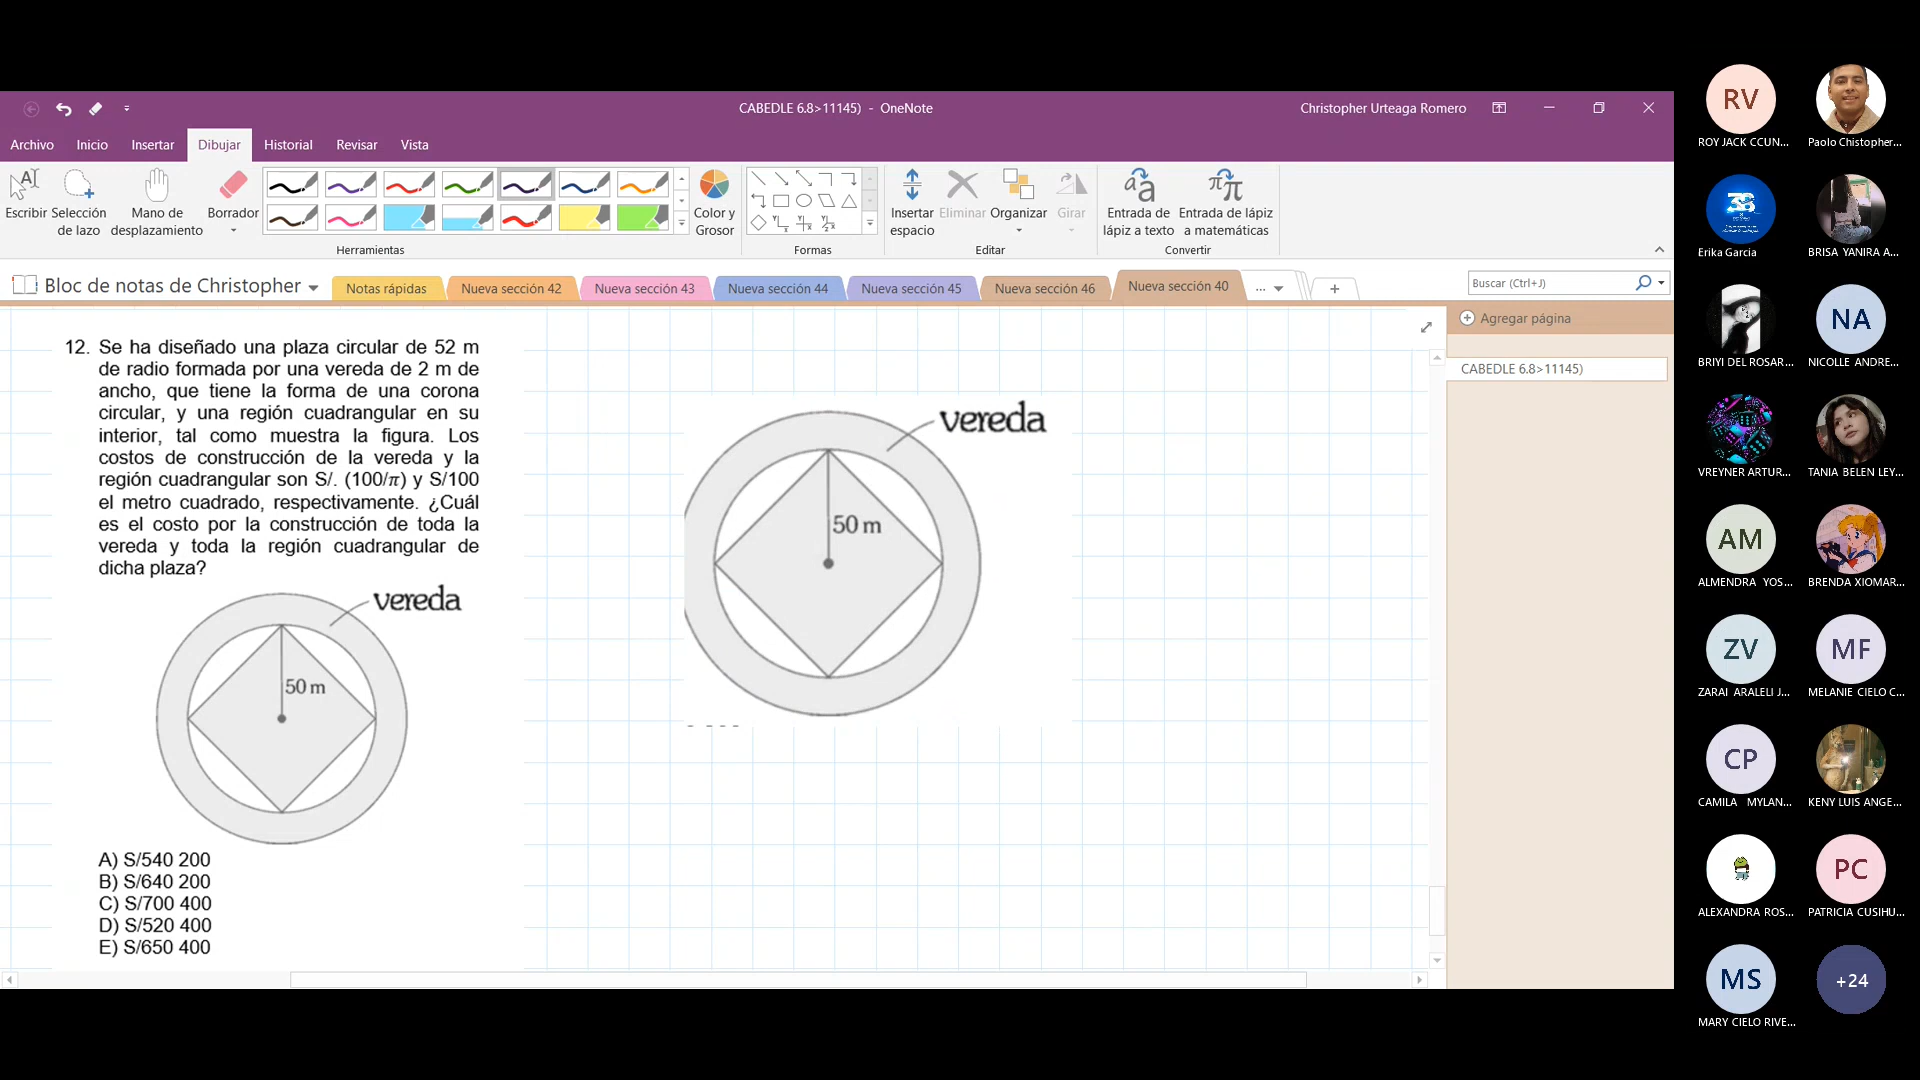 CABEDLE 6.8>11145) - OneNote
Christopher Urteaga Romero
Archivo
Inicio
Insertar
Dibujar
Historial
Revisar
Vista
Escribir
Selección
de lazo
Mano de
desplazamiento
Borrador
Color y
Grosor
Insertar
espacio
Eliminar
Organizar
Girar
Entrada de
lápiz a texto
Entrada de lápiz
a matemáticas
Herramientas
Formas
Editar
Convertir
Bloc de notas de Christopher
Notas rápidas
Nueva sección 42
Nueva sección 43
Nueva sección 44
Nueva sección 45
Nueva sección 46
Nueva sección 40
...
Buscar (Ctrl+J)
Agregar página
CABEDLE 6.8>11145)
12. Se ha diseñado una plaza circular de 52 m
de radio formada por una vereda de 2 m de
ancho, que tiene la forma de una corona
circular, y una región cuadrangular en su
interior, tal como muestra la figura. Los
costos de construcción de la vereda y la
región cuadrangular son S/. (100/π) y S/100
el metro cuadrado, respectivamente. ¿Cuál
es el costo por la construcción de toda la
vereda y toda la región cuadrangular de
dicha plaza?
vereda
50 m
A) S/540 200
B) S/640 200
C) S/700 400
D) S/520 400
E) S/650 400
vereda
50 m
RV
ROY JACK CCUN...
Paolo Chistopher...
Erika Garcia
BRISA YANIRA A...
BRIYI DEL ROSAR...
NA
NICOLLE ANDRE...
VREYNER ARTUR...
TANIA BELEN LEY...
AM
ALMENDRA YOS...
BRENDA XIOMAR...
ZV
ZARAI ARALELI J...
MF
MELANIE CIELO C...
CP
CAMILA MYLAN...
KENY LUIS ANGE...
ALEXANDRA ROS...
PC
PATRICIA CUSIHU...
MS
MARY CIELO RIVE...
+24